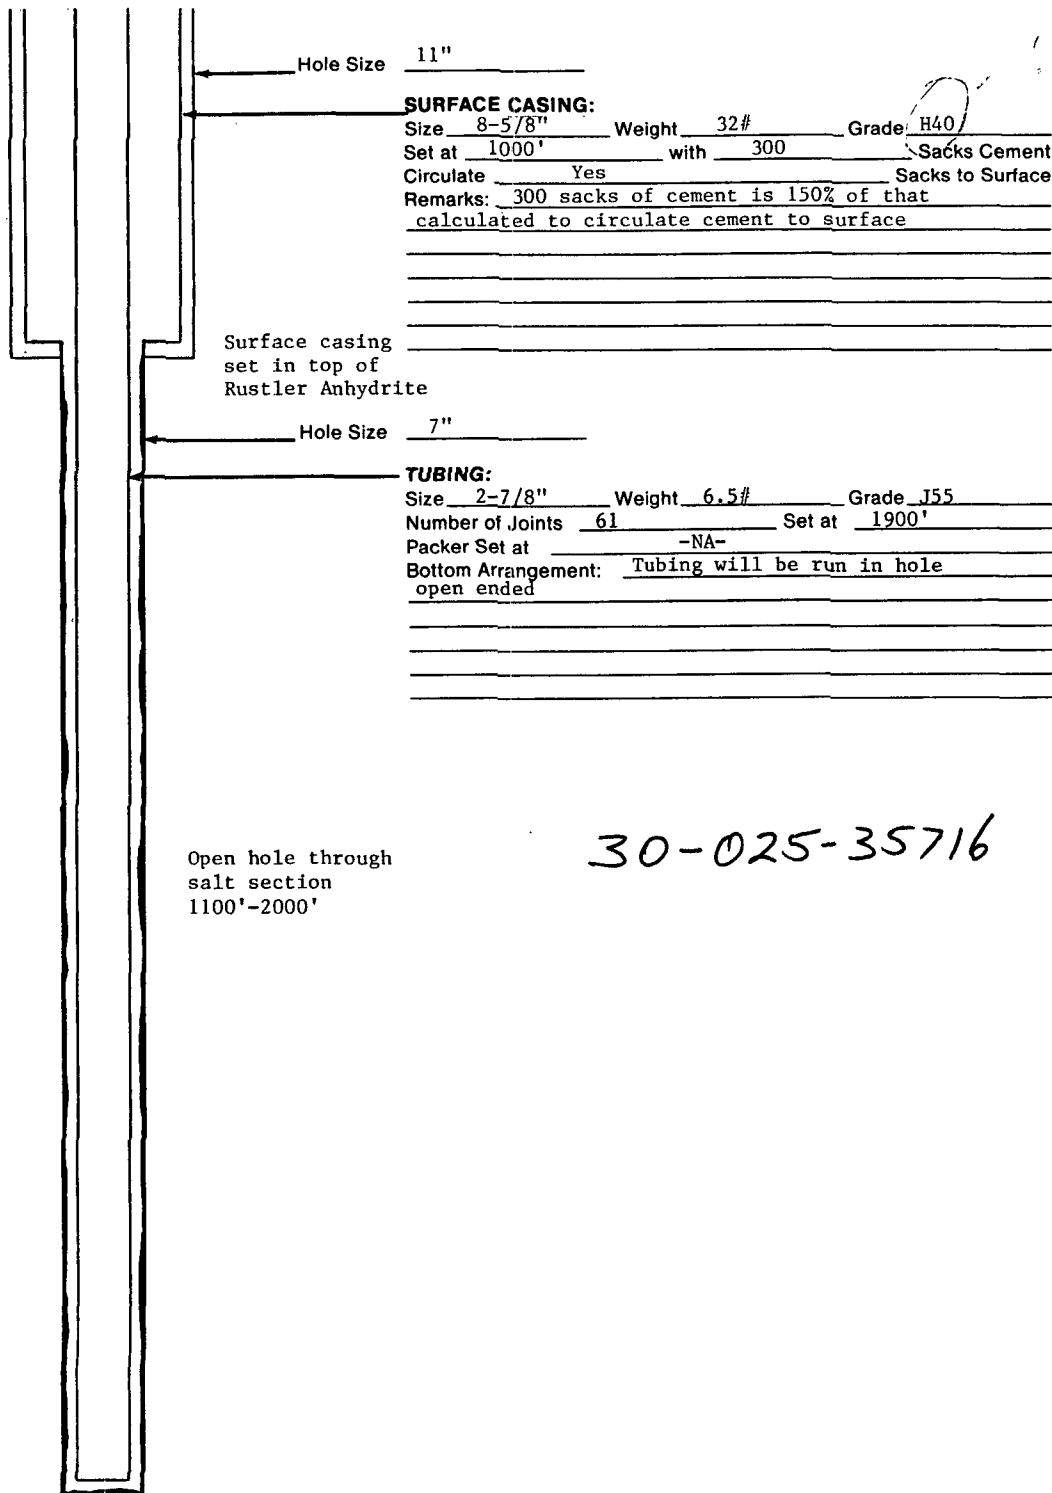 Hole Size 11"
SURFACE CASING:
Size 8-5/8" Weight 32# Grade H40
Set at 1000' with 300 Sacks Cement
Circulate Yes Sacks to Surface
Remarks: 300 sacks of cement is 150% of that
calculated to circulate cement to surface
Surface casing
set in top of
Rustler Anhydrite
Hole Size 7"
TUBING:
Size 2-7/8" Weight 6.5# Grade J55
Number of Joints 61 Set at 1900'
Packer Set at -NA-
Bottom Arrangement: Tubing will be run in hole
open ended
30-025-35716
Open hole through
salt section
1100'-2000'